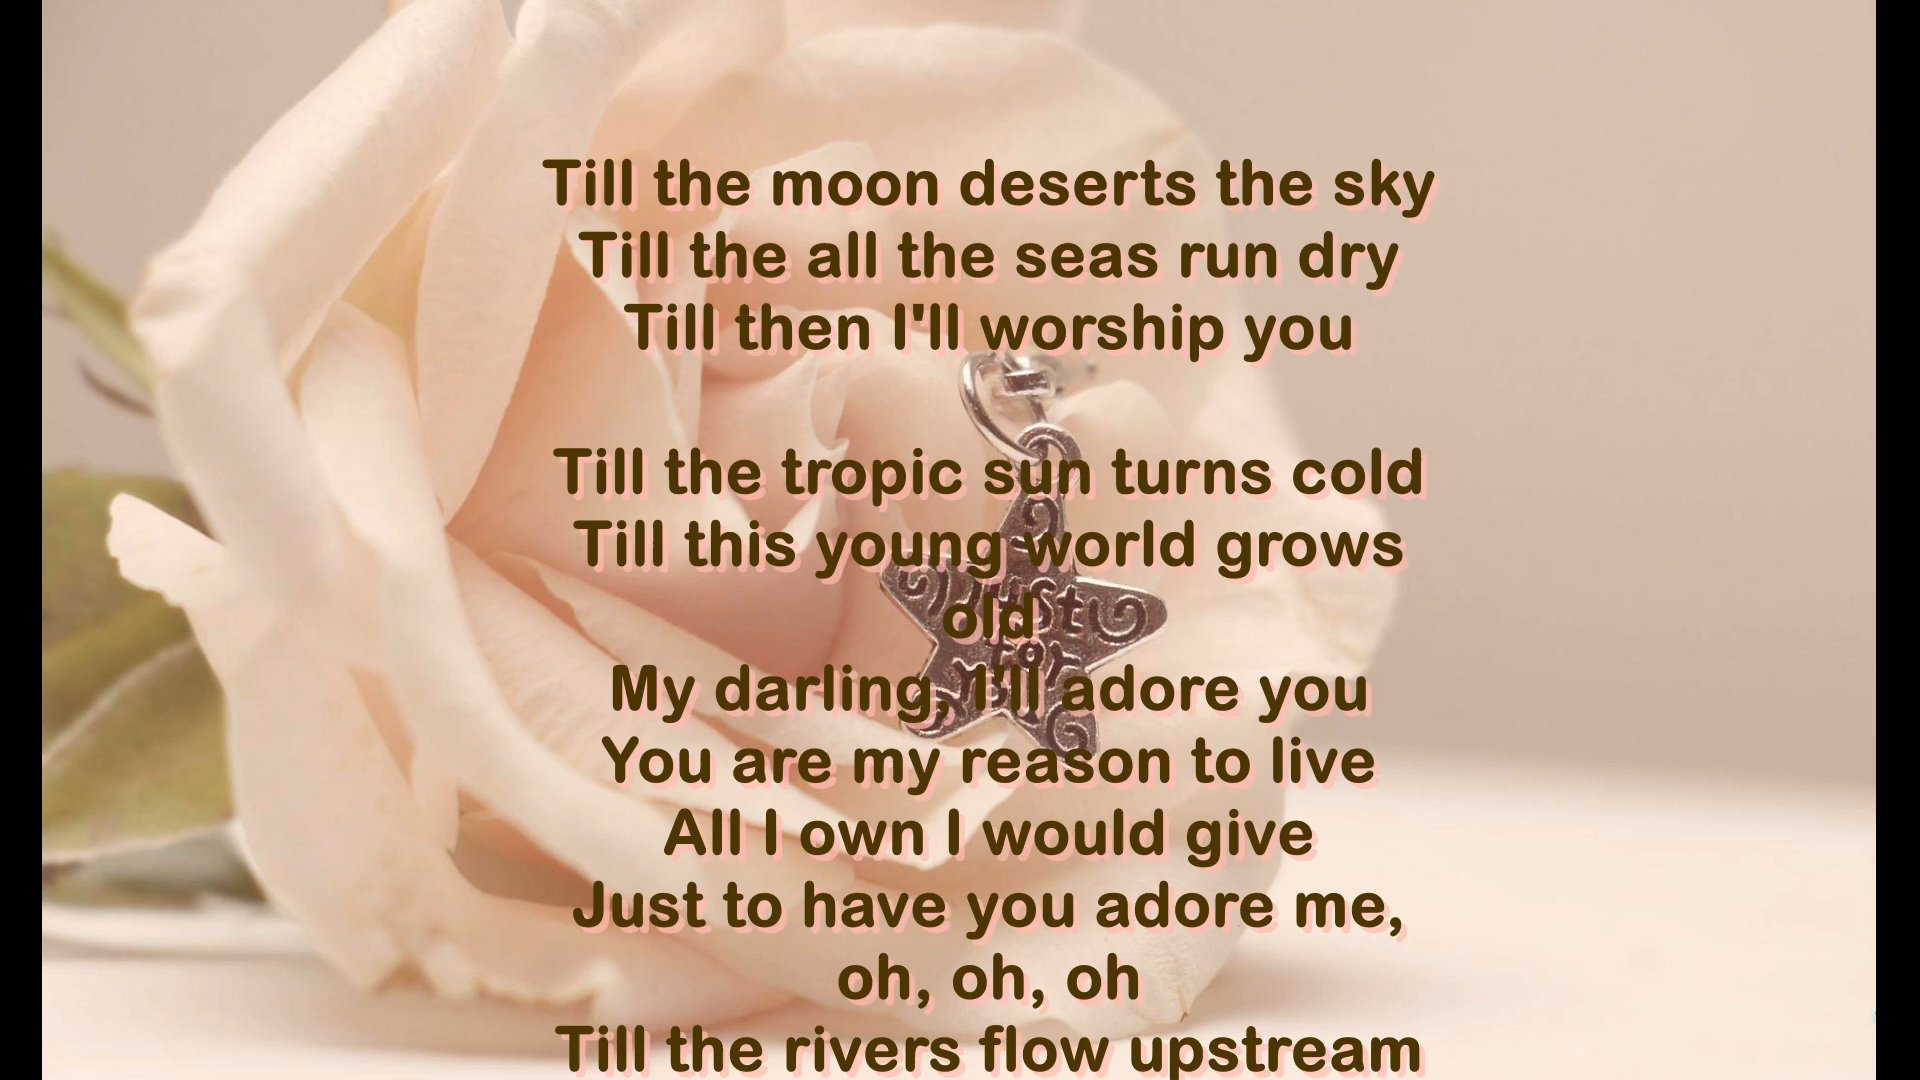 Till the moon deserts the sky
Till the all the seas run dry
Till then I'll worship you
Till the tropic sun turns cold
Till this young world grows
old
My darling, I'll adore you
You are my reason to live
All I own I would give
Just to have you adore me,
oh, oh, oh
Till the rivers flow upstream
Just
for